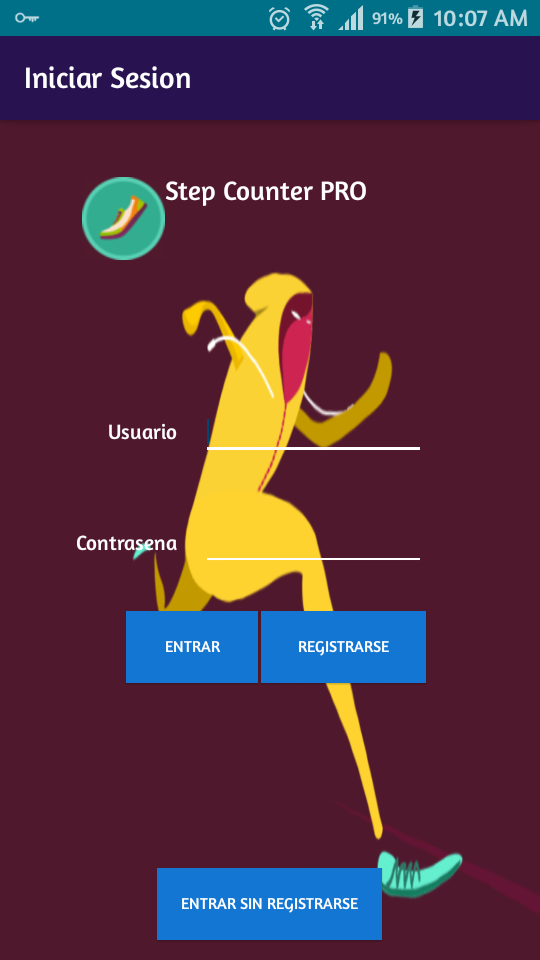 91% 10:07 AM
Iniciar Sesion
Step Counter PRO
Usuario
Contrasena
ENTRAR REGISTRARSE
ENTRAR SIN REGISTRARSE